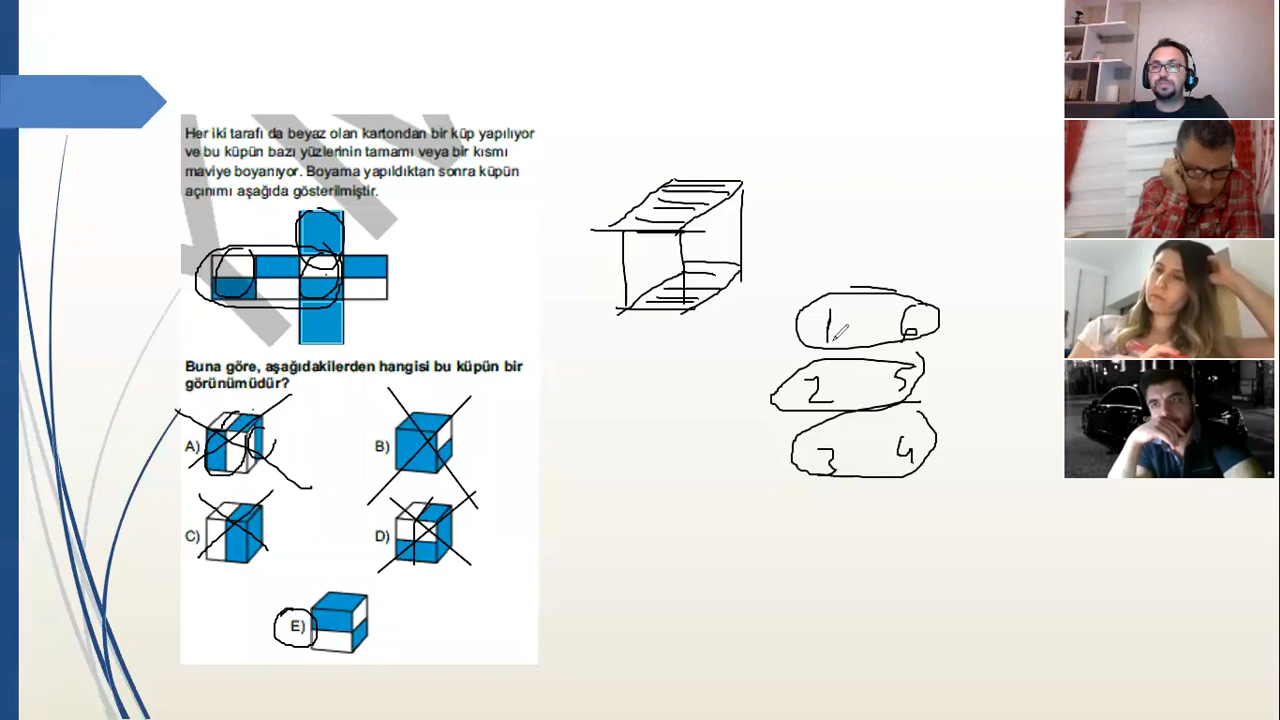 Her iki tarafı da beyaz olan kartondan bir küp yapılıyor
ve bu küpün bazı yüzlerinin tamamı veya bir kısmı
maviye boyanıyor. Boyama yapıldıktan sonra küpün
açınımı aşağıda gösterilmiştir.
Buna göre, aşağıdakilerden hangisi bu küpün bir
görünümüdür?
A)
B)
C)
D)
E)
1
2
3
4